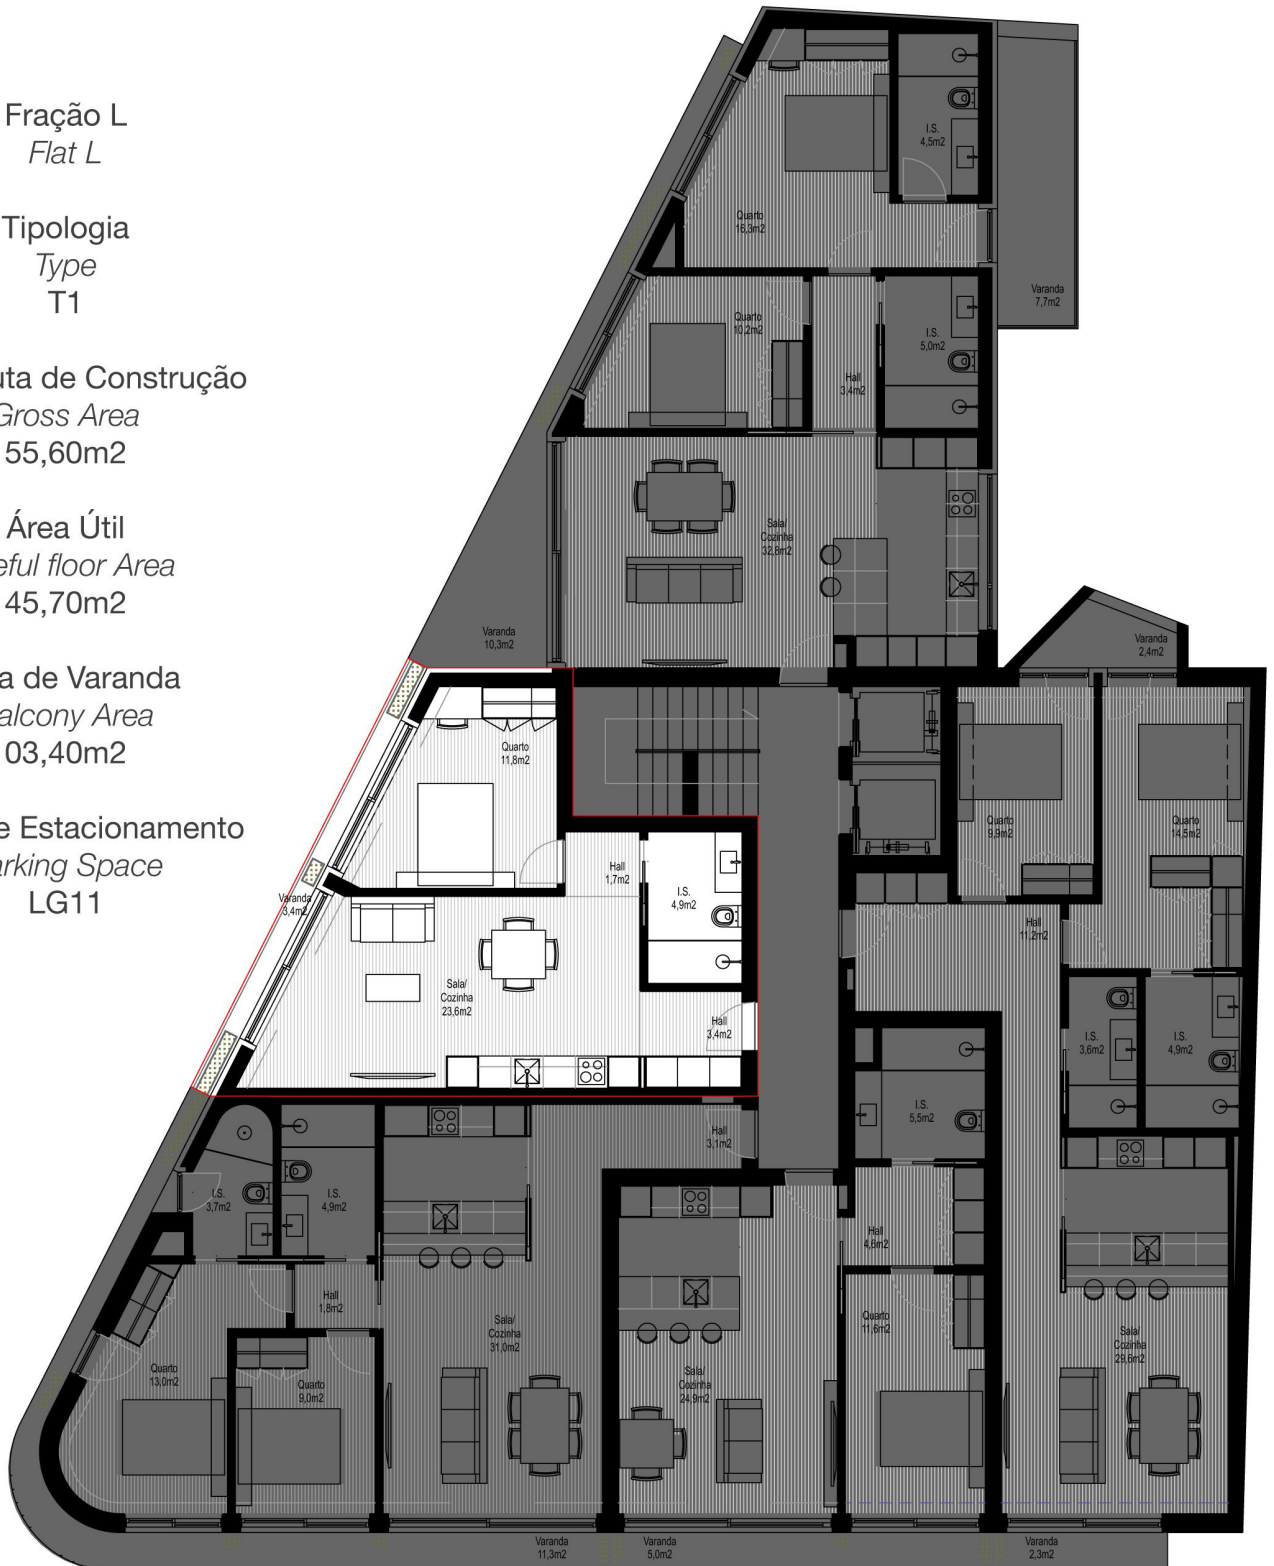 Fração L
Flat L
Tipologia
Type
T1
uta de Construção
Gross Area
55,60m2
Área Útil
eful floor Area
45,70m2
a de Varanda
alcony Area
03,40m2
e Estacionamento
arking Space
LG11
I.S.
4,5m2
Quarto
16,3m2
Varanda
7,7m2
Quarto
10,2m2
I.S.
5,0m2
Hall
3,4m2
Sala/
Cozinha
32,8m2
Varanda
10,3m2
Varanda
2,4m2
Quarto
11,8m2
Quarto
9,9m2
Quarto
14,5m2
Hall
1,7m2
I.S.
4,9m2
Varanda
3,4m2
Hall
11,2m2
Sala/
Cozinha
23,6m2
Hall
3,4m2
I.S.
3,6m2
I.S.
4,9m2
I.S.
5,5m2
Hall
3,1m2
I.S.
3,7m2
I.S.
4,9m2
Hall
4,6m2
Hall
1,8m2
Sala/
Cozinha
31,0m2
Quarto
11,6m2
Sala/
Cozinha
29,6m2
Quarto
13,0m2
Quarto
9,0m2
Sala/
Cozinha
24,9m2
Varanda
11,3m2
Varanda
5,0m2
Varanda
2,3m2